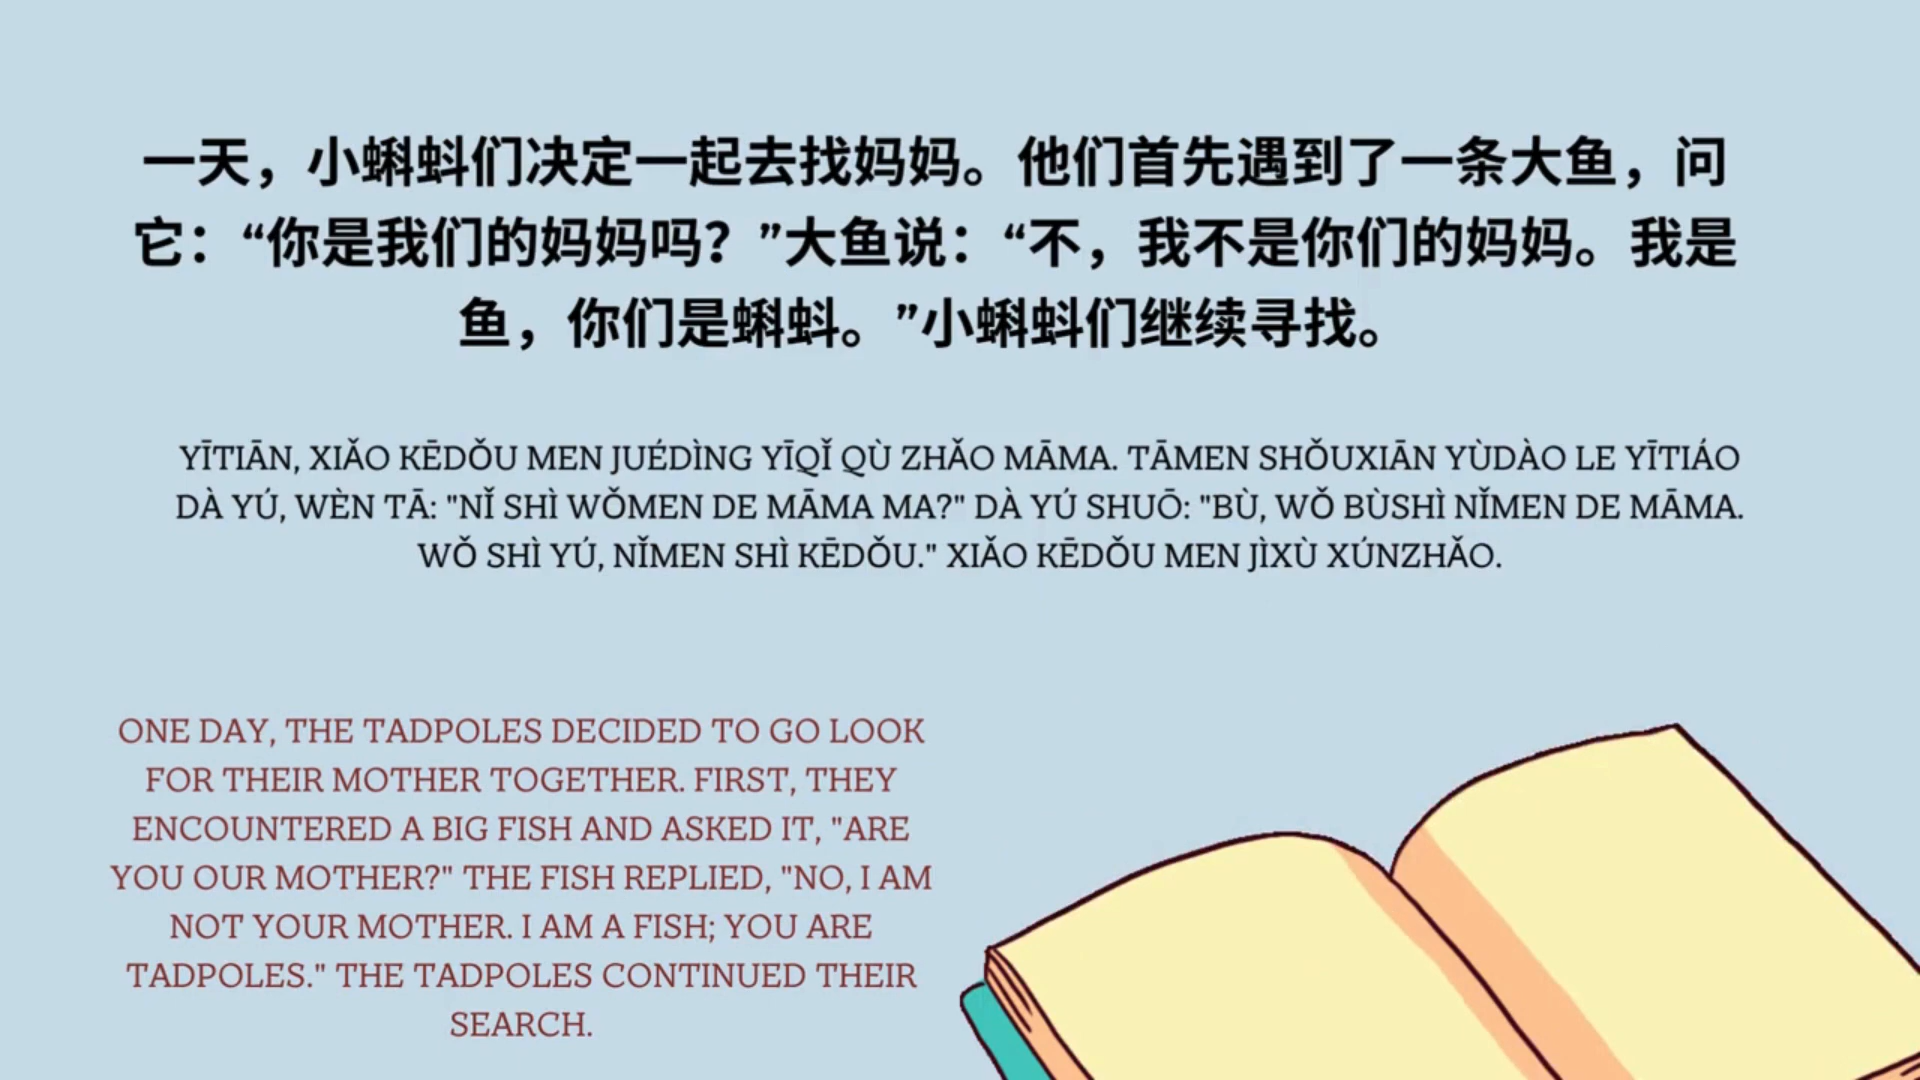 一天，小蝌蚪们决定一起去找妈妈。他们首先遇到了一条大鱼，问
它：“你是我们的妈妈吗？”大鱼说：“不，我不是你们的妈妈。我是
鱼，你们是蝌蚪。”小蝌蚪们继续寻找。
YĪTIĀN, XIǍO KĒDǑU MEN JUÉDÌNG YĪQǏ QÙ ZHǍO MĀMA. TĀMEN SHǑUXIĀN YÙDÀO LE YĪTIÁO
DÀ YÚ, WÈN TĀ: "NǏ SHÌ WǑMEN DE MĀMA MA?" DÀ YÚ SHUŌ: "BÙ, WǑ BÙSHÌ NǏMEN DE MĀMA.
WǑ SHÌ YÚ, NǏMEN SHÌ KĒDǑU." XIǍO KĒDǑU MEN JÌXÙ XÚNZHǍO.
ONE DAY, THE TADPOLES DECIDED TO GO LOOK
FOR THEIR MOTHER TOGETHER. FIRST, THEY
ENCOUNTERED A BIG FISH AND ASKED IT, "ARE
YOU OUR MOTHER?" THE FISH REPLIED, "NO, I AM
NOT YOUR MOTHER. I AM A FISH; YOU ARE
TADPOLES." THE TADPOLES CONTINUED THEIR
SEARCH.